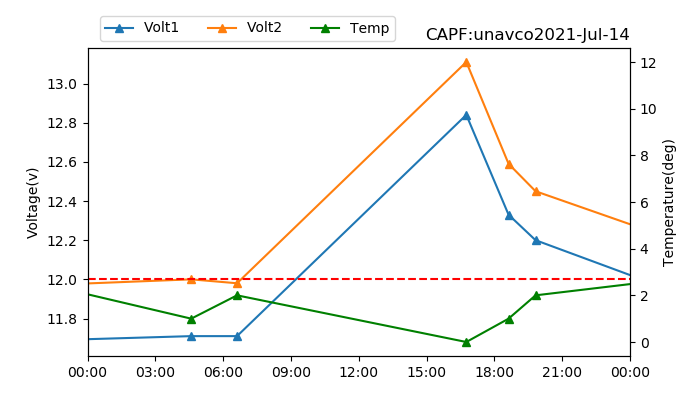 Volt1 Volt2 Temp
CAPF:unavco2021-Jul-14
Voltage(v)
13.0
12.8
12.6
12.4
12.2
12.0
11.8
12
10
8
6
4
2
0
Temperature(deg)
00:00 03:00 06:00 09:00 12:00 15:00 18:00 21:00 00:00